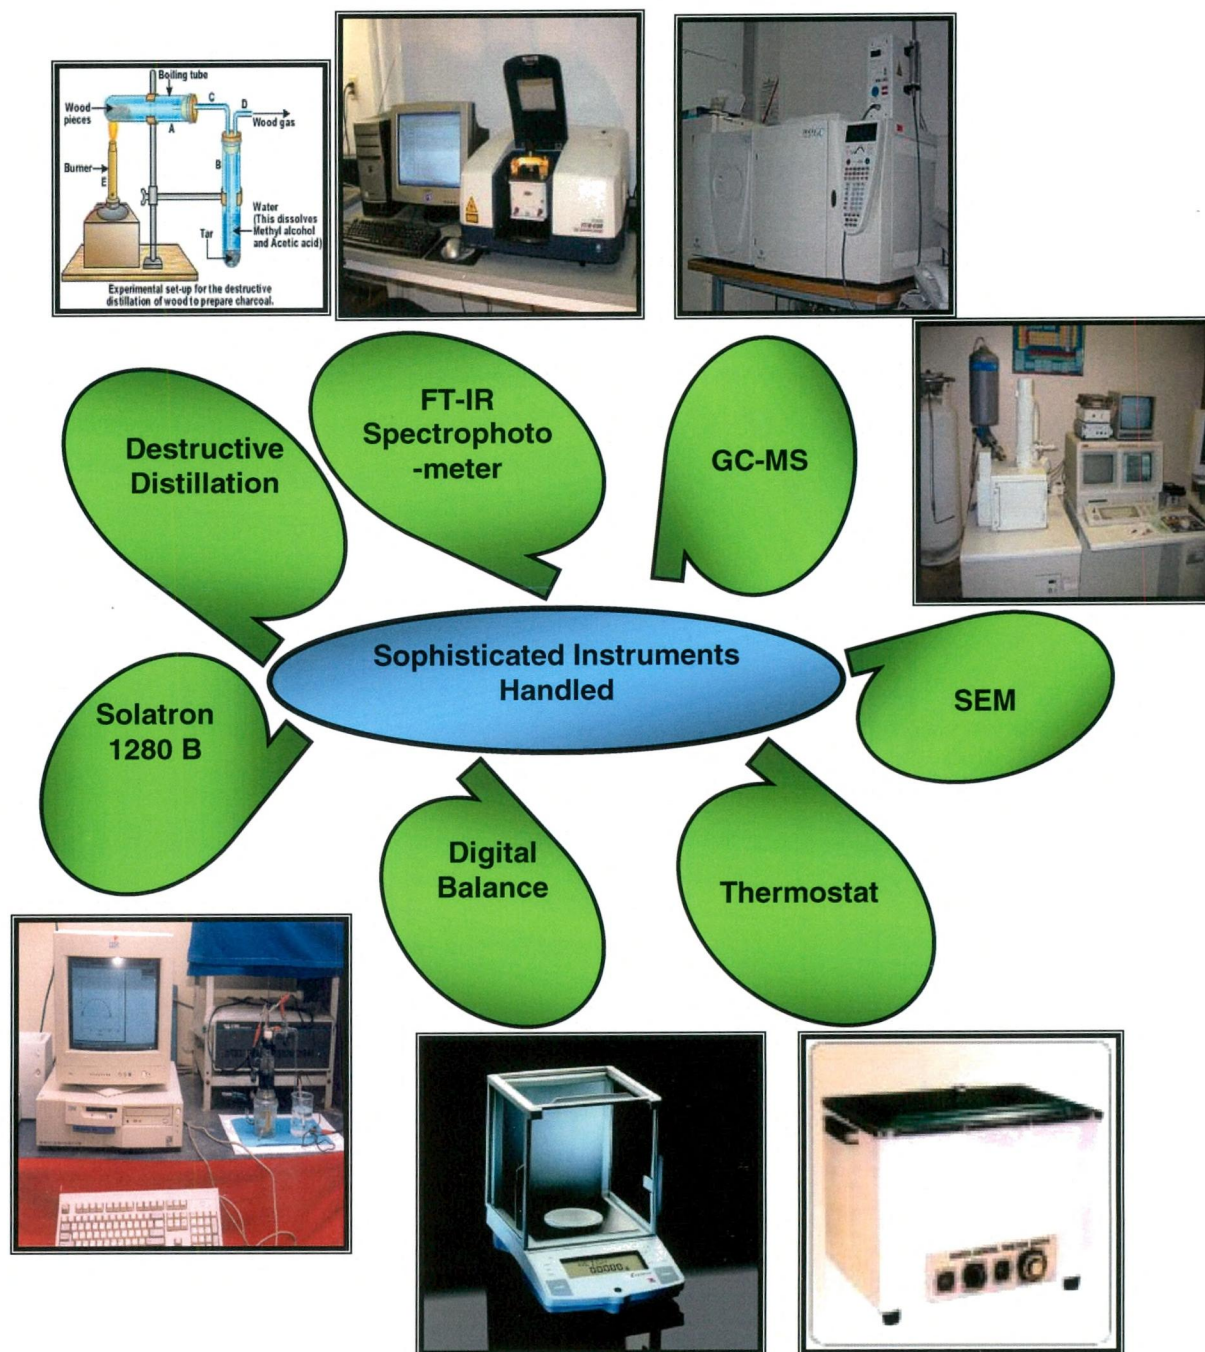 Boiling tube
C
D
Wood
pieces
Wood gas
A
B
Burner
E
Water
(This dissolves
Methyl alcohol
and Acetic acid)
Tar
Experimental set-up for the destructive
distillation of wood to prepare charcoal.
Destructive
Distillation
FT-IR
Spectrophoto
-meter
GC-MS
Sophisticated Instruments
Handled
SEM
Solatron
1280 B
Digital
Balance
Thermostat